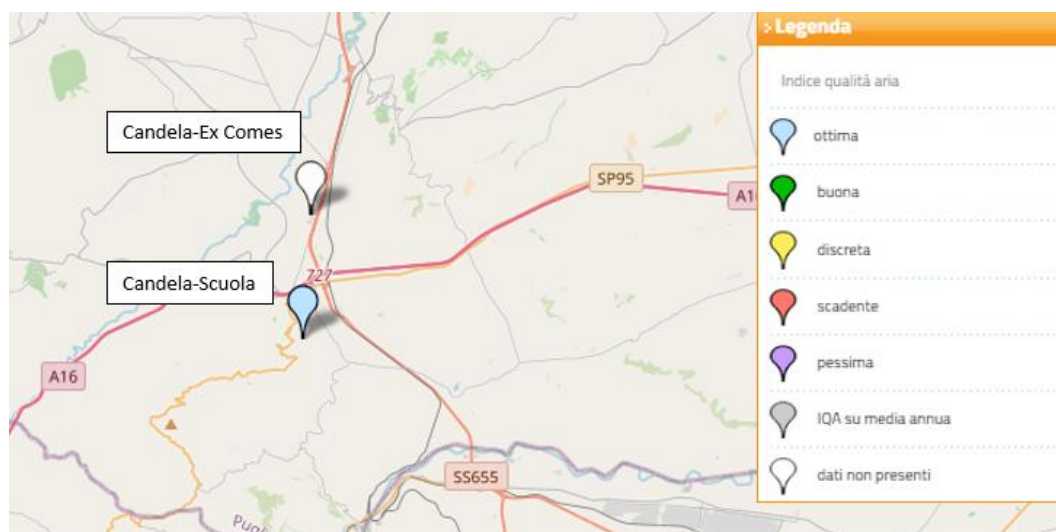 > Legenda
Indice qualità aria
ottima
buona
discreta
scadente
pessima
IQA su media annua
dati non presenti
Candela-Ex Comes
SP95
A16
Candela-Scuola
727
A16
SS655
Pugl